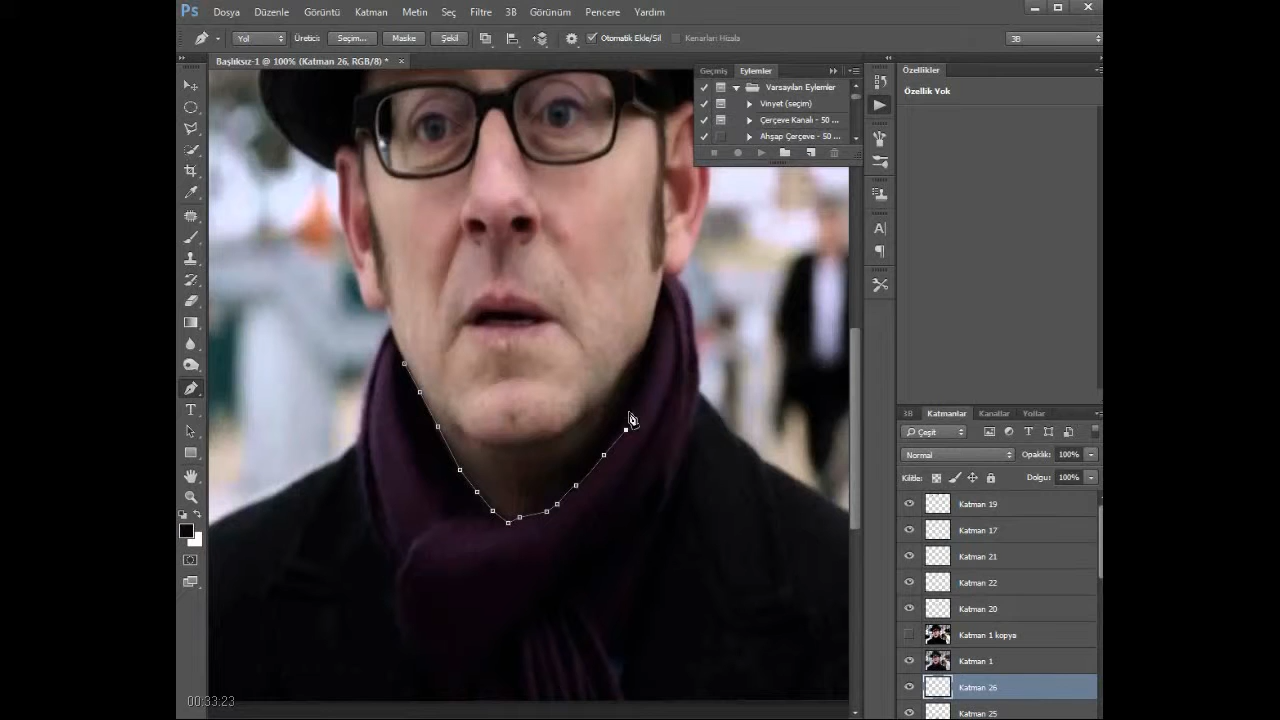 Ps Dosya Düzenle Görüntü Katman Metin Seç Filtre 3B Görünüm Pencere Yardım
Yol Üretici: Seçim... Maske Şekil Otomatik Ekle/Sil Kenarları Hizala 3B
Başlıksız-1 @ 100% (Katman 26, RGB/8) *
Geçmiş Eylemler
Varsayılan Eylemler
Vinyet (seçim)
Çerçeve Kanalı - 50 ...
Ahşap Çerçeve - 50 ...
Özellikler
Özellik Yok
3B Katmanlar Kanallar Yollar
Çeşit
Normal Opaklık: 100%
Kilitle: Dolgu: 100%
Katman 19
Katman 17
Katman 21
Katman 22
Katman 20
Katman 1 kopya
Katman 1
Katman 26
Katman 25
00:33:23